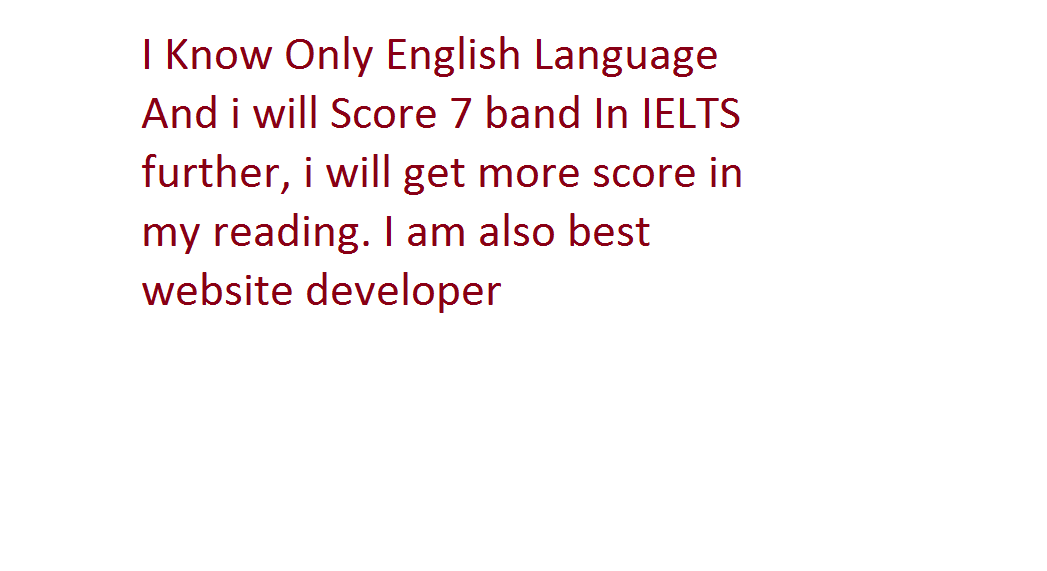 I Know Only English Language
And i will Score 7 band In IELTS
further, i will get more score in
my reading. I am also best
website developer